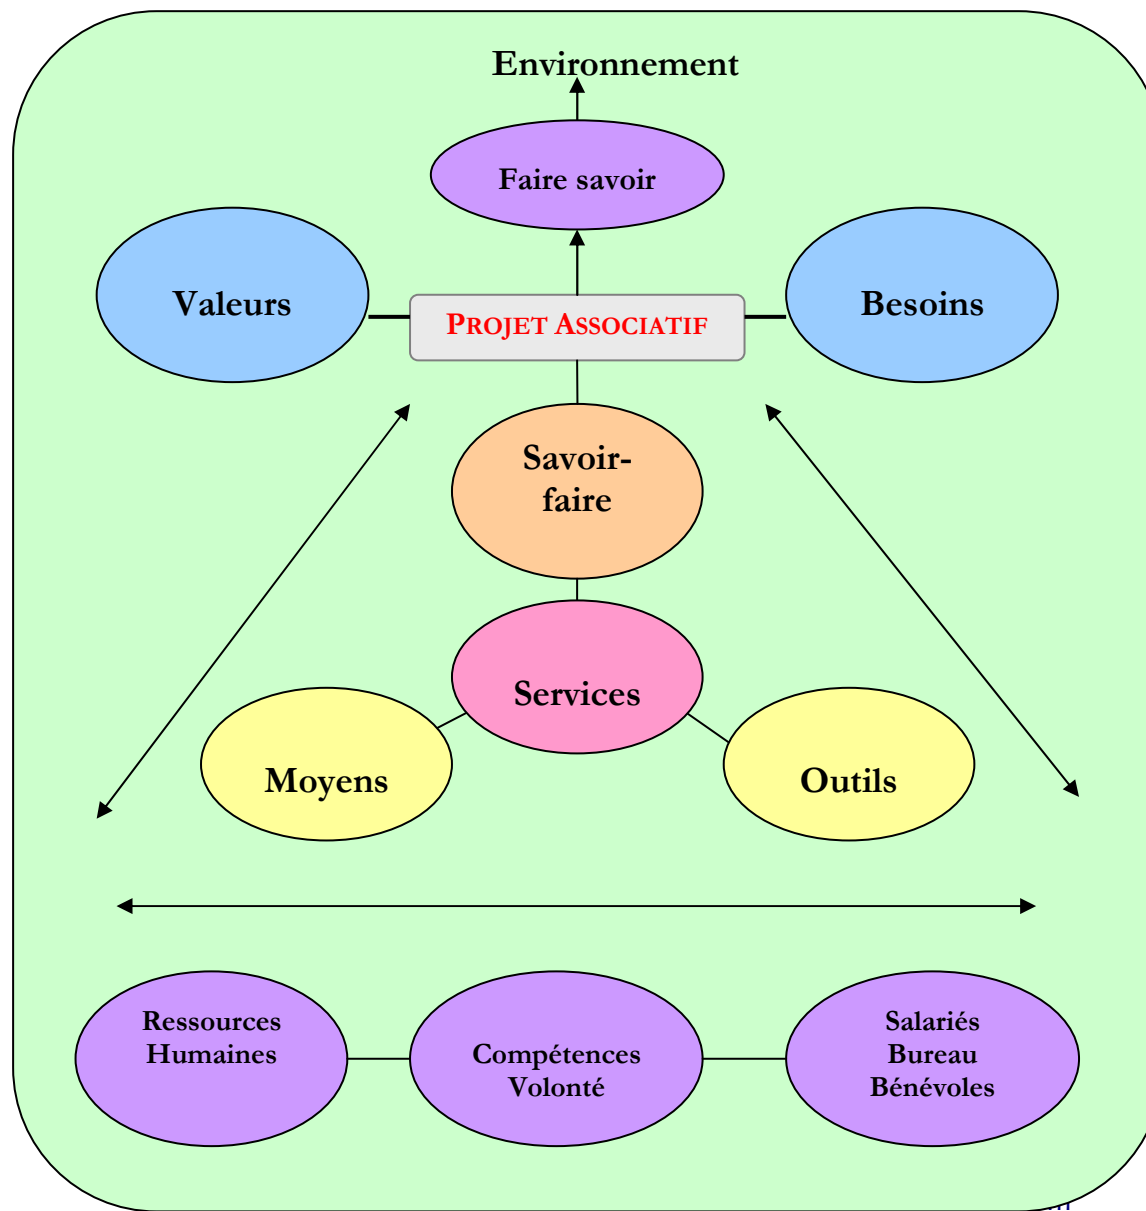 Environnement
Faire savoir
Valeurs
PROJET ASSOCIATIF
Besoins
Savoir-
faire
Services
Moyens
Outils
Ressources
Humaines
Compétences
Volonté
Salariés
Bureau
Bénévoles